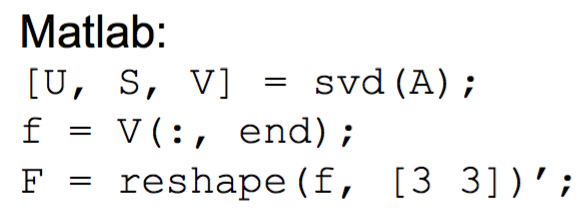 Matlab:
[U, S, V] = svd(A);
f = V(:, end);
F = reshape(f, [3 3])’;